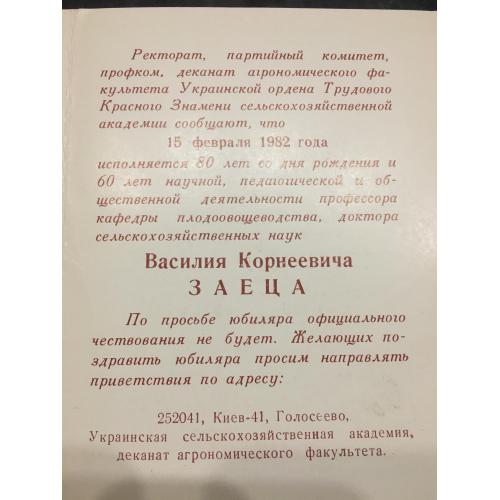 Ректорат, партийный комитет,
профком, деканат агрономического фа-
культета Украинской ордена Трудового
Красного Знамени сельскохозяйственной
академии сообщают, что
15 февраля 1982 года
исполняется 80 лет со дня рождения и
60 лет научной, педагогической и об-
щественной деятельности профессора
кафедры плодоовощеводства, доктора
сельскохозяйственных наук
Василия Корнеевича
ЗАЕЦА
По просьбе юбиляра официального
чествования не будет. Желающих по-
здравить юбиляра просим направлять
приветствия по адресу:
252041, Киев-41, Голосеево,
Украинская сельскохозяйственная академия,
деканат агрономического факультета.